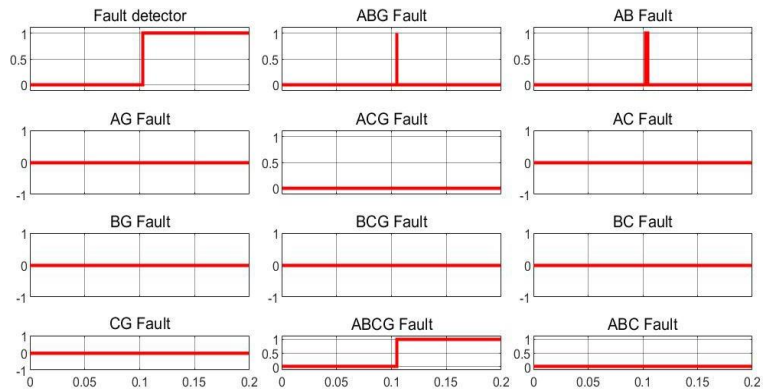 Fault detector ABG Fault AB Fault
1 1 1
0.5 0.5 0.5
0 0 0
AG Fault ACG Fault AC Fault
1 1 1
0 0.5 0
-1 0 -1
BG Fault BCG Fault BC Fault
1 1 1
0 0 0
-1 -1 -1
CG Fault ABCG Fault ABC Fault
1 1 1
0 0.5 0.5
-1 0 0
0 0.05 0.1 0.15 0.2 0 0.05 0.1 0.15 0.2 0 0.05 0.1 0.15 0.2